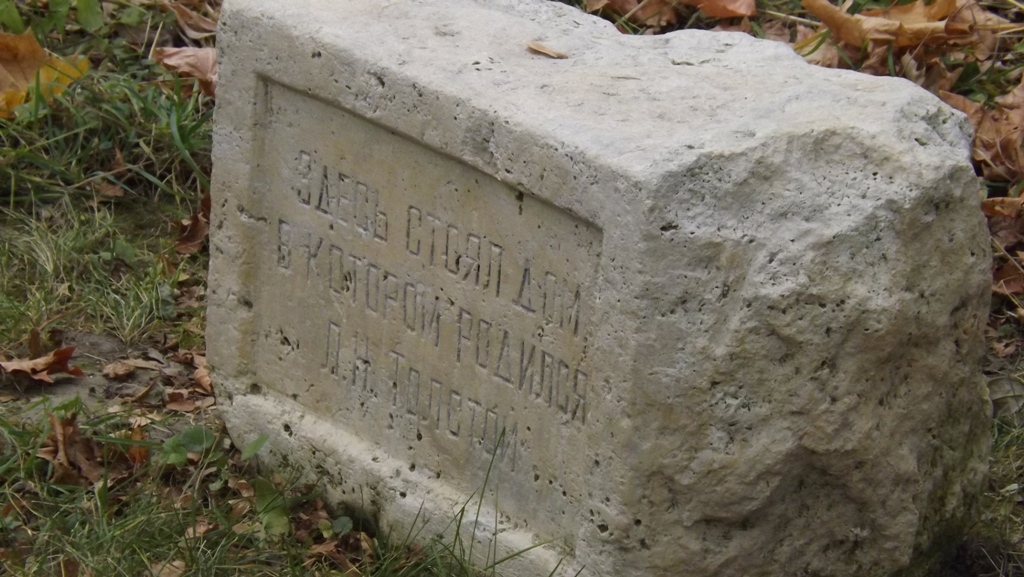 ЗДЕСЬ СТОЯЛ ДОМ
В КОТОРОМ РОДИЛСЯ
Л.Н. ТОЛСТОЙ